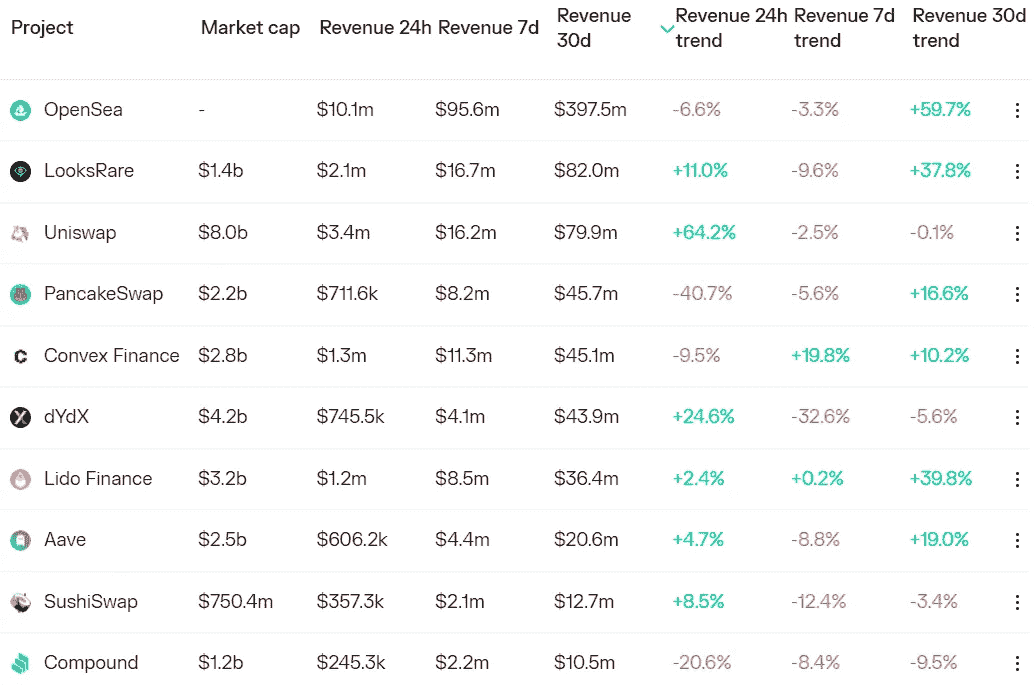 Project Market cap Revenue 24h Revenue 7d Revenue 30d Revenue 24h trend Revenue 7d trend Revenue 30d trend
OpenSea - $10.1m $95.6m $397.5m -6.6% -3.3% +59.7%
LooksRare $1.4b $2.1m $16.7m $82.0m +11.0% -9.6% +37.8%
Uniswap $8.0b $3.4m $16.2m $79.9m +64.2% -2.5% -0.1%
PancakeSwap $2.2b $711.6k $8.2m $45.7m -40.7% -5.6% +16.6%
Convex Finance $2.8b $1.3m $11.3m $45.1m -9.5% +19.8% +10.2%
dYdX $4.2b $745.5k $4.1m $43.9m +24.6% -32.6% -5.6%
Lido Finance $3.2b $1.2m $8.5m $36.4m +2.4% +0.2% +39.8%
Aave $2.5b $606.2k $4.4m $20.6m +4.7% -8.8% +19.0%
SushiSwap $750.4m $357.3k $2.1m $12.7m +8.5% -12.4% -3.4%
Compound $1.2b $245.3k $2.2m $10.5m -20.6% -8.4% -9.5%